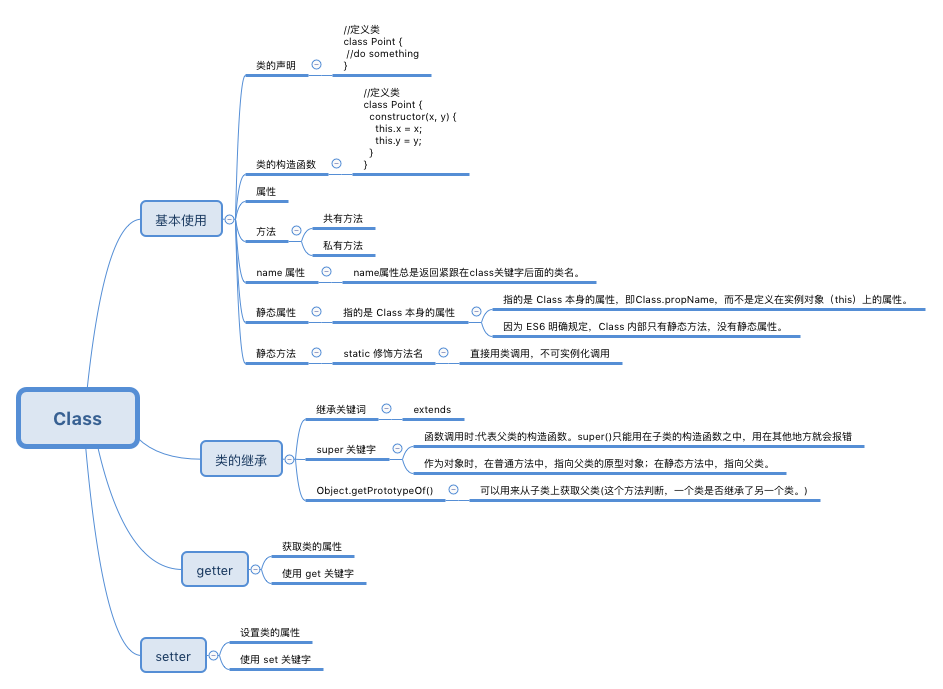 Class
基本使用
类的声明
//定义类
class Point {
//do something
}
类的构造函数
//定义类
class Point {
constructor(x, y) {
this.x = x;
this.y = y;
}
}
属性
方法
共有方法
私有方法
name 属性
name属性总是返回紧跟在class关键字后面的类名。
静态属性
指的是 Class 本身的属性
指的是 Class 本身的属性，即Class.propName，而不是定义在实例对象（this）上的属性。
因为 ES6 明确规定，Class 内部只有静态方法，没有静态属性。
静态方法
static 修饰方法名
直接用类调用，不可实例化调用
类的继承
继承关键词
extends
super 关键字
函数调用时:代表父类的构造函数。super()只能用在子类的构造函数之中，用在其他地方就会报错
作为对象时，在普通方法中，指向父类的原型对象；在静态方法中，指向父类。
Object.getPrototypeOf()
可以用来从子类上获取父类(这个方法判断，一个类是否继承了另一个类。)
getter
获取类的属性
使用 get 关键字
setter
设置类的属性
使用 set 关键字